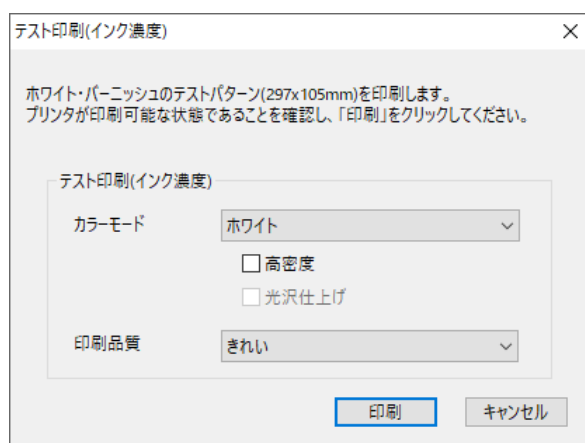 テスト印刷(インク濃度)
ホワイト・バーニッシュのテストパターン(297x105mm)を印刷します。
プリンタが印刷可能な状態であることを確認し、「印刷」をクリックしてください。
テスト印刷(インク濃度)
カラーモード ホワイト
高密度
光沢仕上げ
印刷品質 きれい
印刷 キャンセル